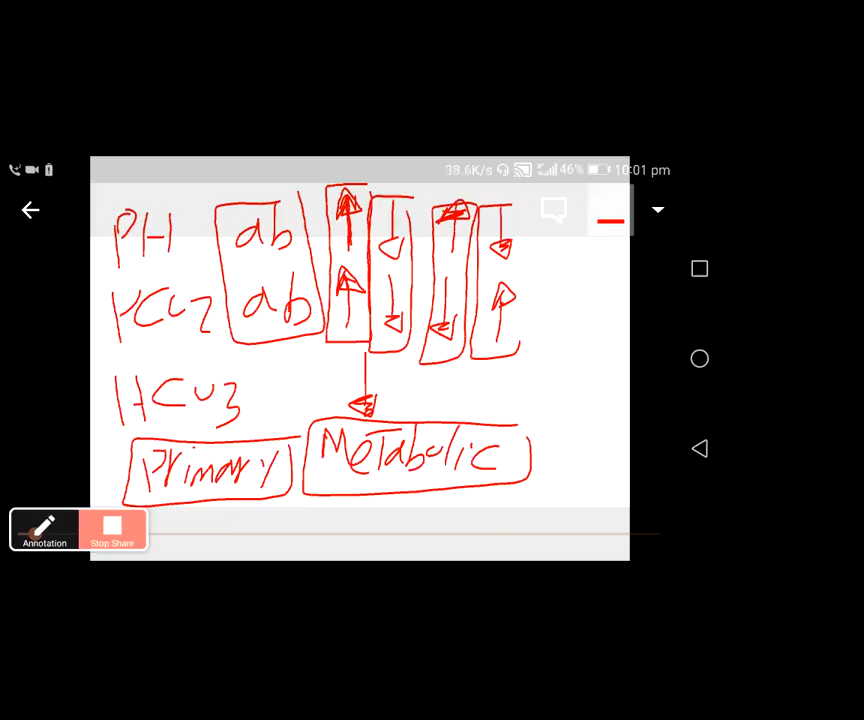 38.6K/s 46% 10:01 pm
PH ab ↑ ↓ ↑ ↓
PCO2 ab ↑ ↓ ↓ ↑
HCO3
Primary Metabolic
Annotation Stop Share